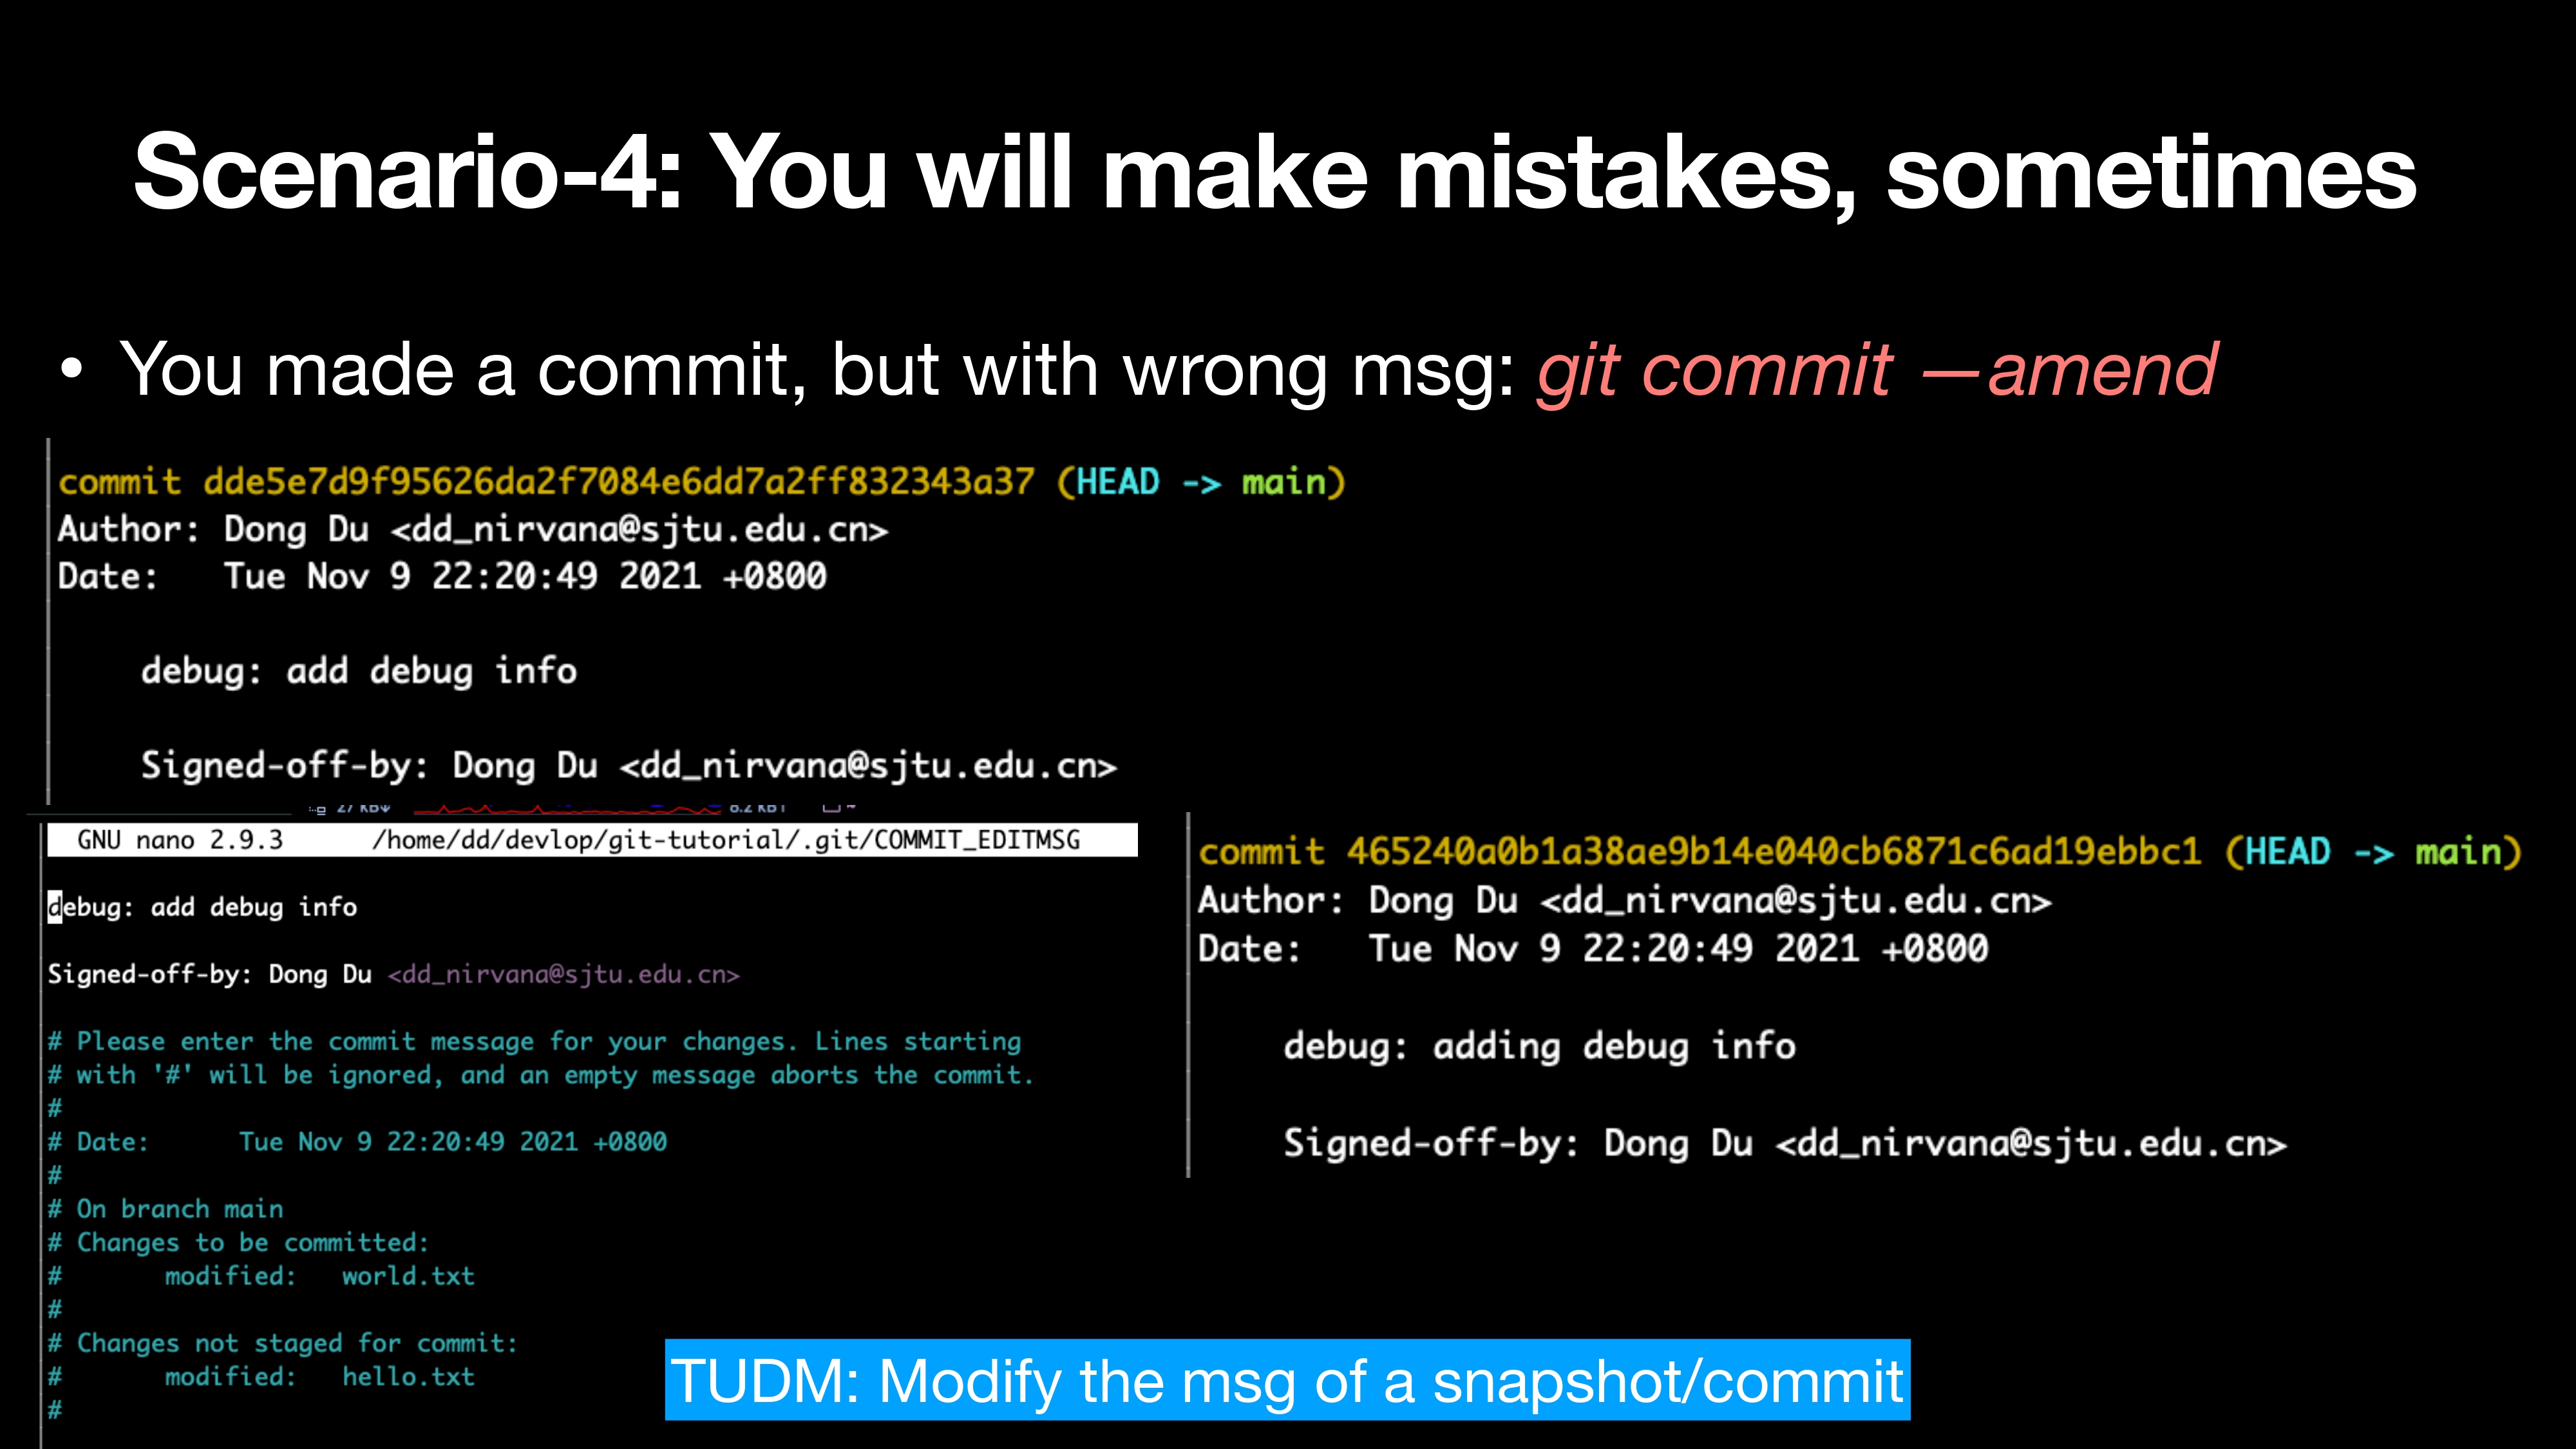 Scenario-4: You will make mistakes, sometimes
• You made a commit, but with wrong msg: git commit —amend
commit dde5e7d9f95626da2f7084e6dd7a2ff832343a37 (HEAD -> main)
Author: Dong Du <dd_nirvana@sjtu.edu.cn>
Date:   Tue Nov 9 22:20:49 2021 +0800
debug: add debug info
Signed-off-by: Dong Du <dd_nirvana@sjtu.edu.cn>
27 KB
8.2 KB
GNU nano 2.9.3      /home/dd/devlop/git-tutorial/.git/COMMIT_EDITMSG
debug: add debug info
Signed-off-by: Dong Du <dd_nirvana@sjtu.edu.cn>
# Please enter the commit message for your changes. Lines starting
# with '#' will be ignored, and an empty message aborts the commit.
#
# Date:      Tue Nov 9 22:20:49 2021 +0800
#
# On branch main
# Changes to be committed:
#       modified:   world.txt
#
# Changes not staged for commit:
#       modified:   hello.txt
#
commit 465240a0b1a38ae9b14e040cb6871c6ad19ebbc1 (HEAD -> main)
Author: Dong Du <dd_nirvana@sjtu.edu.cn>
Date:   Tue Nov 9 22:20:49 2021 +0800
debug: adding debug info
Signed-off-by: Dong Du <dd_nirvana@sjtu.edu.cn>
TUDM: Modify the msg of a snapshot/commit